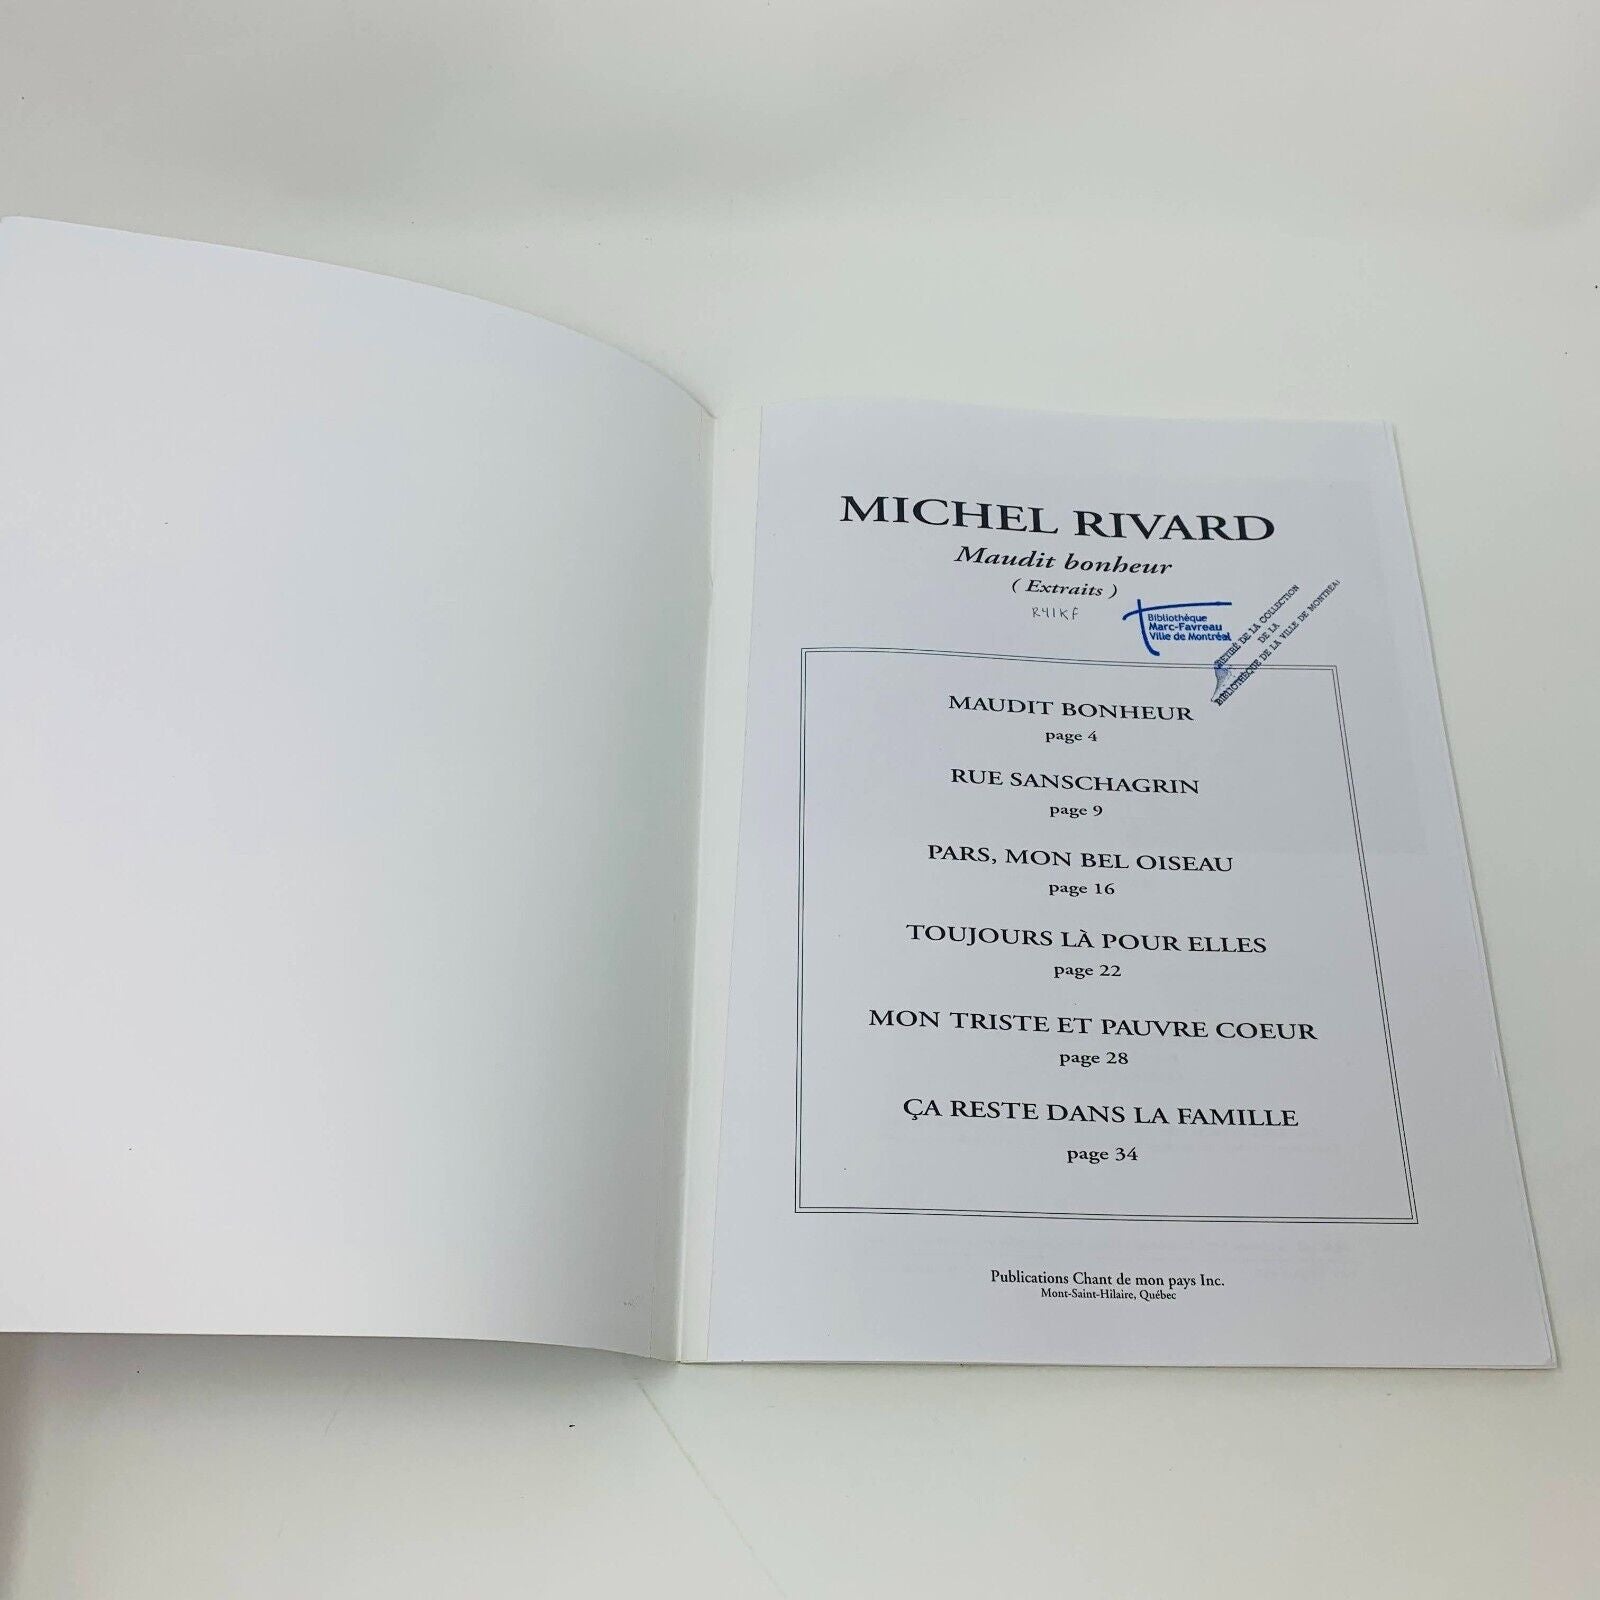 MICHEL RIVARD
Maudit bonheur
( Extraits )
R41KF
Bibliothèque
Marc-Favreau
Ville de Montréal
RETIRÉ DE LA COLLECTION
DE LA
BIBLIOTHÈQUE DE LA VILLE DE MONTRÉAL
MAUDIT BONHEUR
page 4
RUE SANSCHAGRIN
page 9
PARS, MON BEL OISEAU
page 16
TOUJOURS LÀ POUR ELLES
page 22
MON TRISTE ET PAUVRE COEUR
page 28
ÇA RESTE DANS LA FAMILLE
page 34
Publications Chant de mon pays Inc.
Mont-Saint-Hilaire, Québec